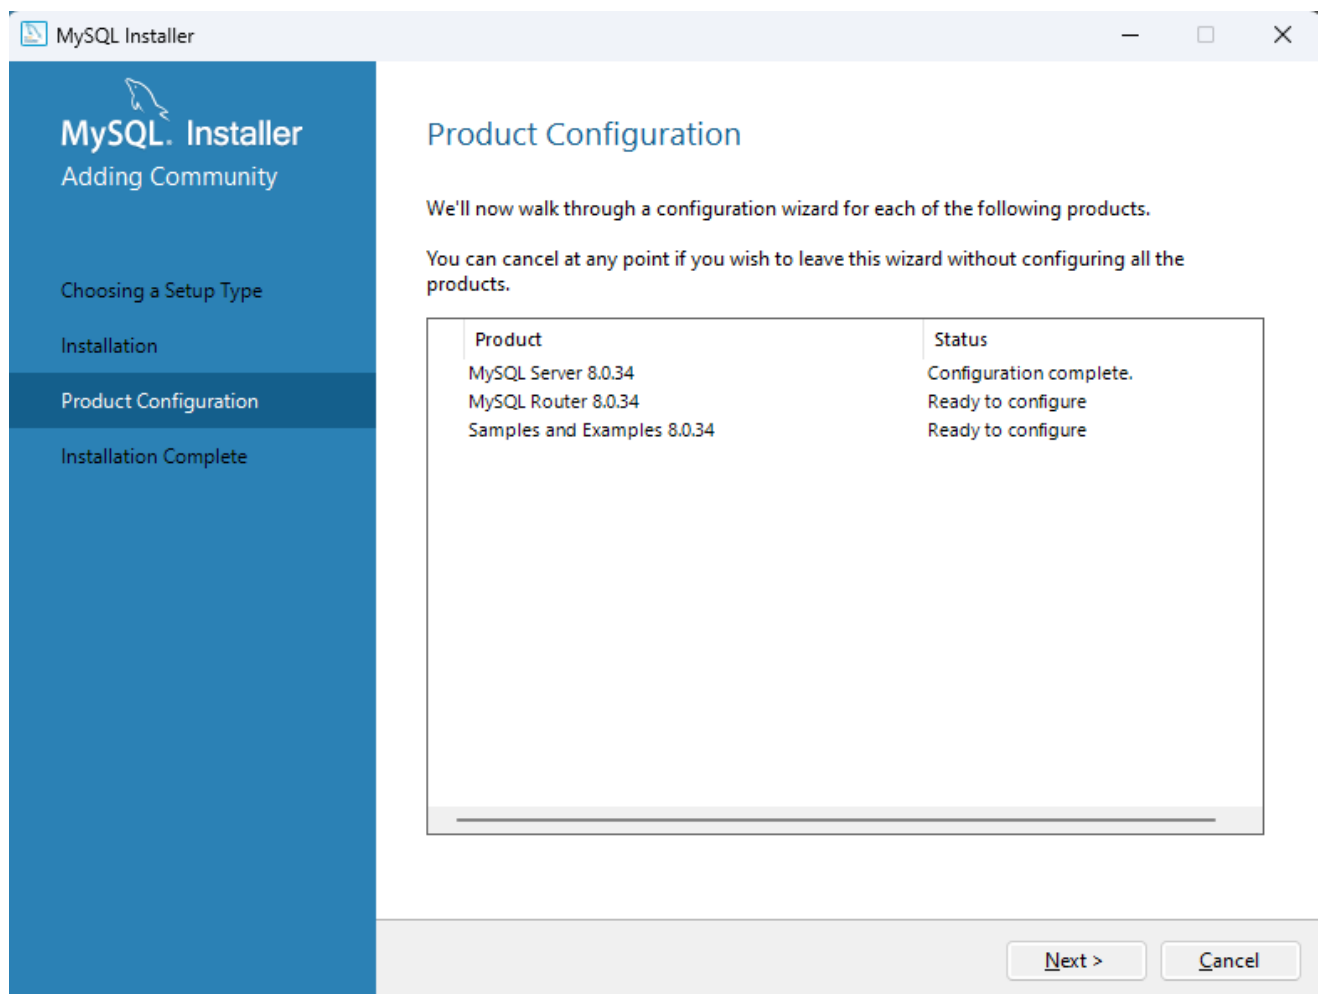 MySQL Installer
MySQL. Installer
Adding Community
Choosing a Setup Type
Installation
Product Configuration
Installation Complete
Product Configuration
We'll now walk through a configuration wizard for each of the following products.
You can cancel at any point if you wish to leave this wizard without configuring all the
products.
Product Status
MySQL Server 8.0.34 Configuration complete.
MySQL Router 8.0.34 Ready to configure
Samples and Examples 8.0.34 Ready to configure
Next > Cancel